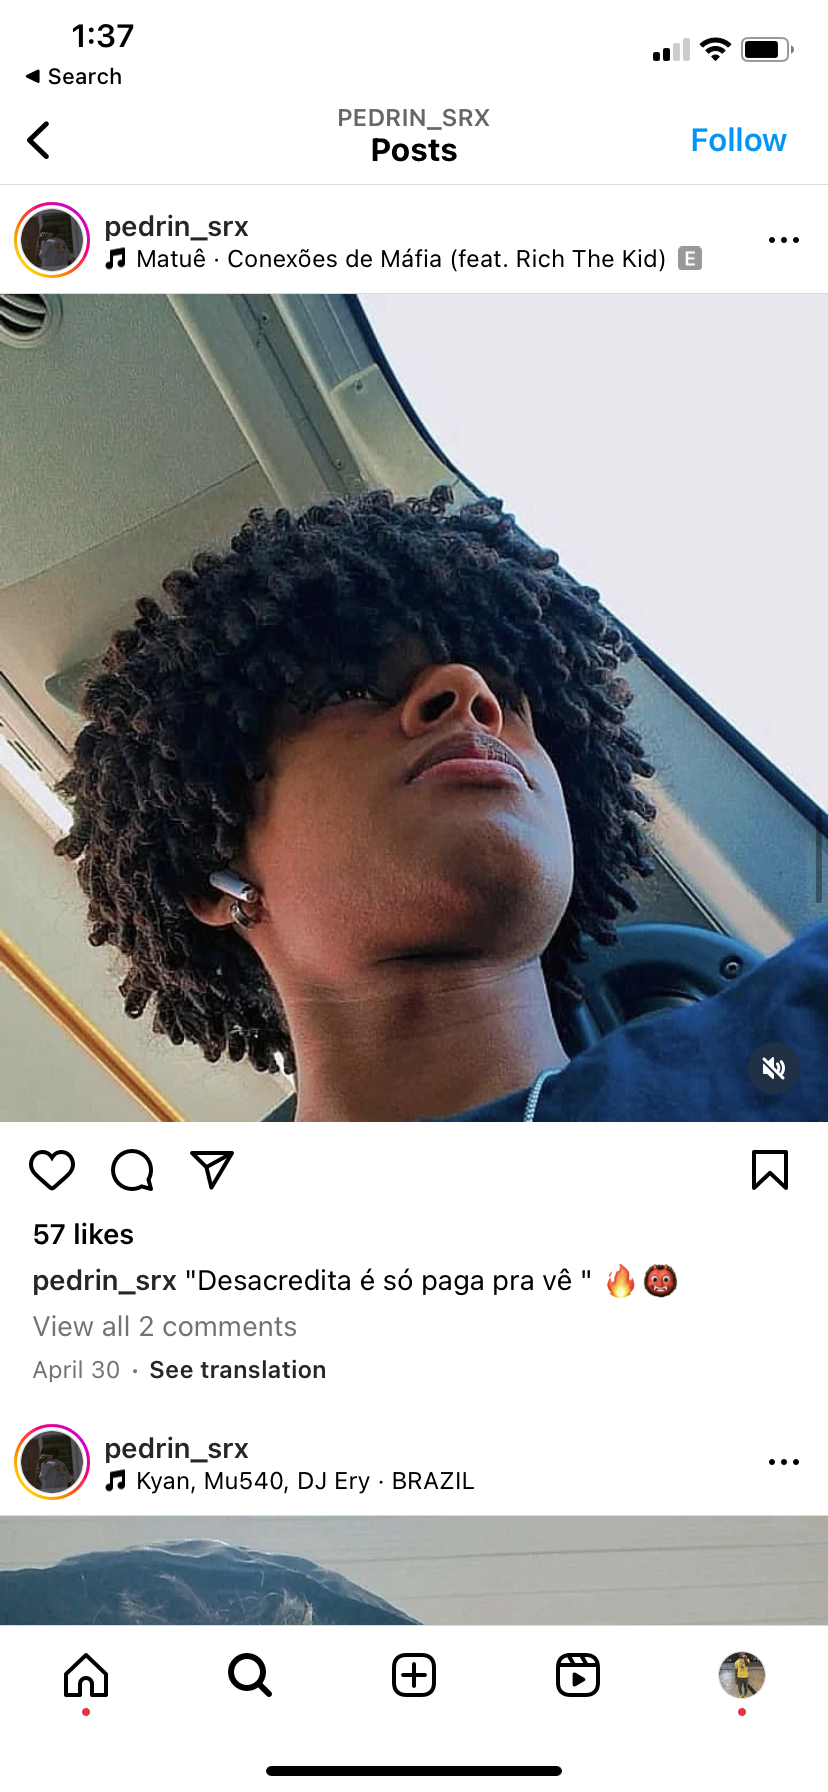 1:37
Search
PEDRIN_SRX
Posts
Follow
pedrin_srx
Matuê · Conexões de Máfia (feat. Rich The Kid) E
57 likes
pedrin_srx "Desacredita é só paga pra vê " 🔥👹
View all 2 comments
April 30 · See translation
pedrin_srx
Kyan, Mu540, DJ Ery · BRAZIL